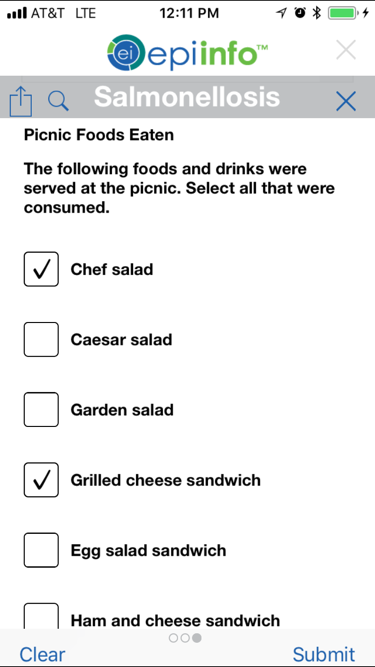 AT&T LTE 12:11 PM
ei epi info™
Salmonellosis
Picnic Foods Eaten
The following foods and drinks were
served at the picnic. Select all that were
consumed.
Chef salad
Caesar salad
Garden salad
Grilled cheese sandwich
Egg salad sandwich
Ham and cheese sandwich
Clear Submit